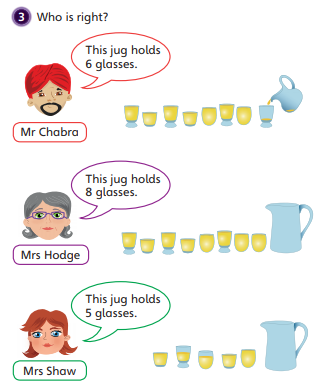 3 Who is right?
This jug holds
6 glasses.
Mr Chabra
This jug holds
8 glasses.
Mrs Hodge
This jug holds
5 glasses.
Mrs Shaw